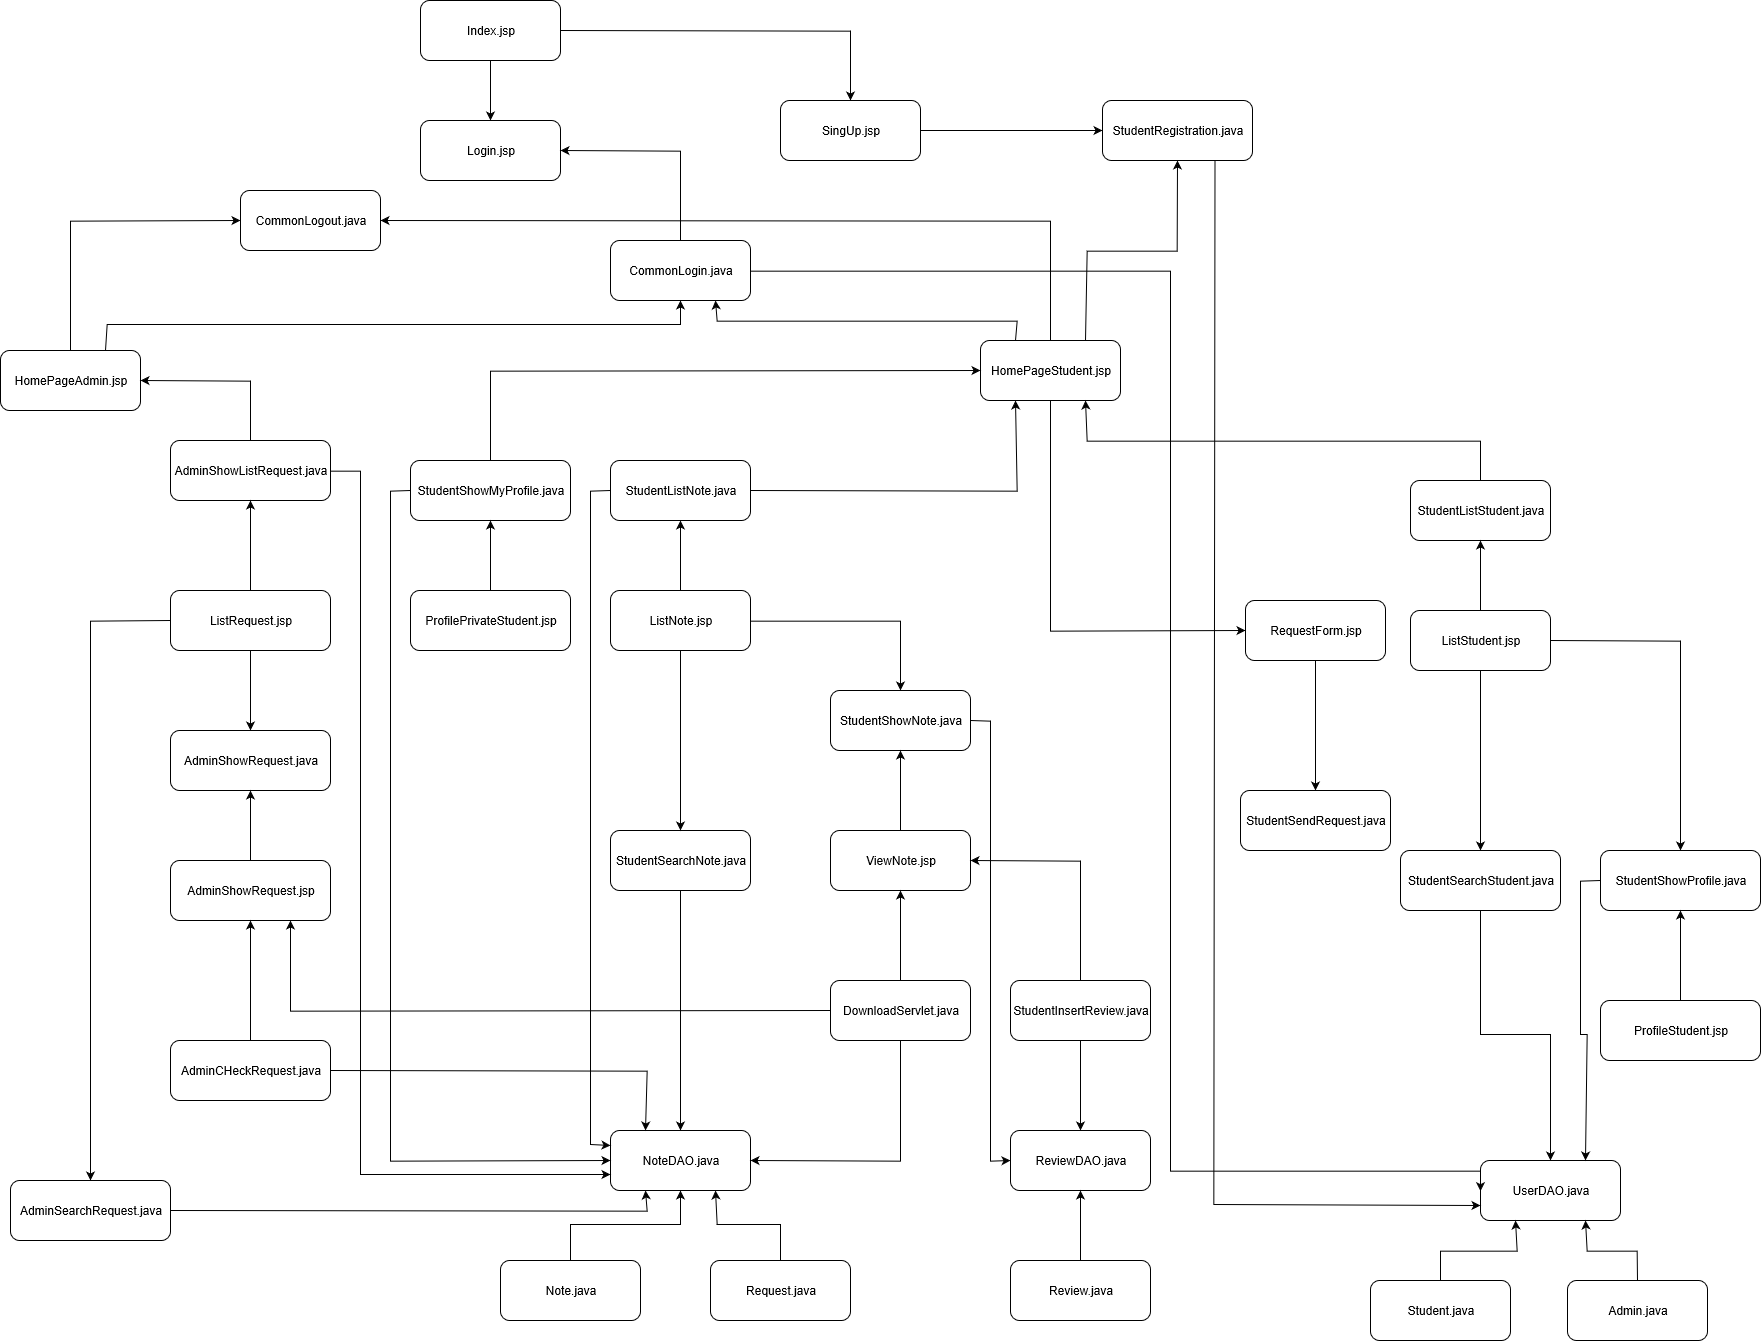 Index.jsp
SingUp.jsp
StudentRegistration.java
Login.jsp
CommonLogout.java
CommonLogin.java
HomePageAdmin.jsp
HomePageStudent.jsp
AdminShowListRequest.java
StudentShowMyProfile.java
StudentListNote.java
StudentListStudent.java
ListRequest.jsp
ProfilePrivateStudent.jsp
ListNote.jsp
RequestForm.jsp
ListStudent.jsp
StudentShowNote.java
AdminShowRequest.java
StudentSendRequest.java
StudentSearchNote.java
ViewNote.jsp
StudentSearchStudent.java
StudentShowProfile.java
AdminShowRequest.jsp
DownloadServlet.java
StudentInsertReview.java
ProfileStudent.jsp
AdminCHeckRequest.java
NoteDAO.java
ReviewDAO.java
UserDAO.java
AdminSearchRequest.java
Note.java
Request.java
Review.java
Student.java
Admin.java